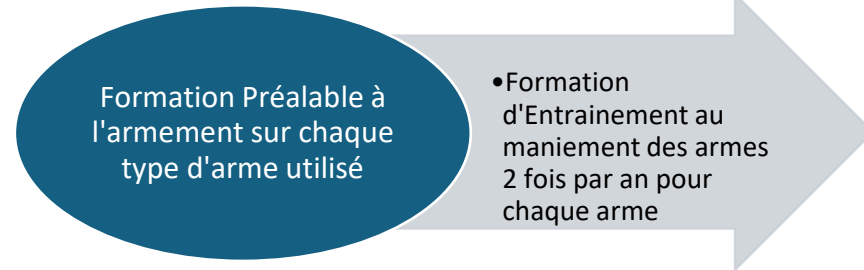 Formation Préalable à
l'armement sur chaque
type d'arme utilisé
•Formation
d'Entrainement au
maniement des armes
2 fois par an pour
chaque arme